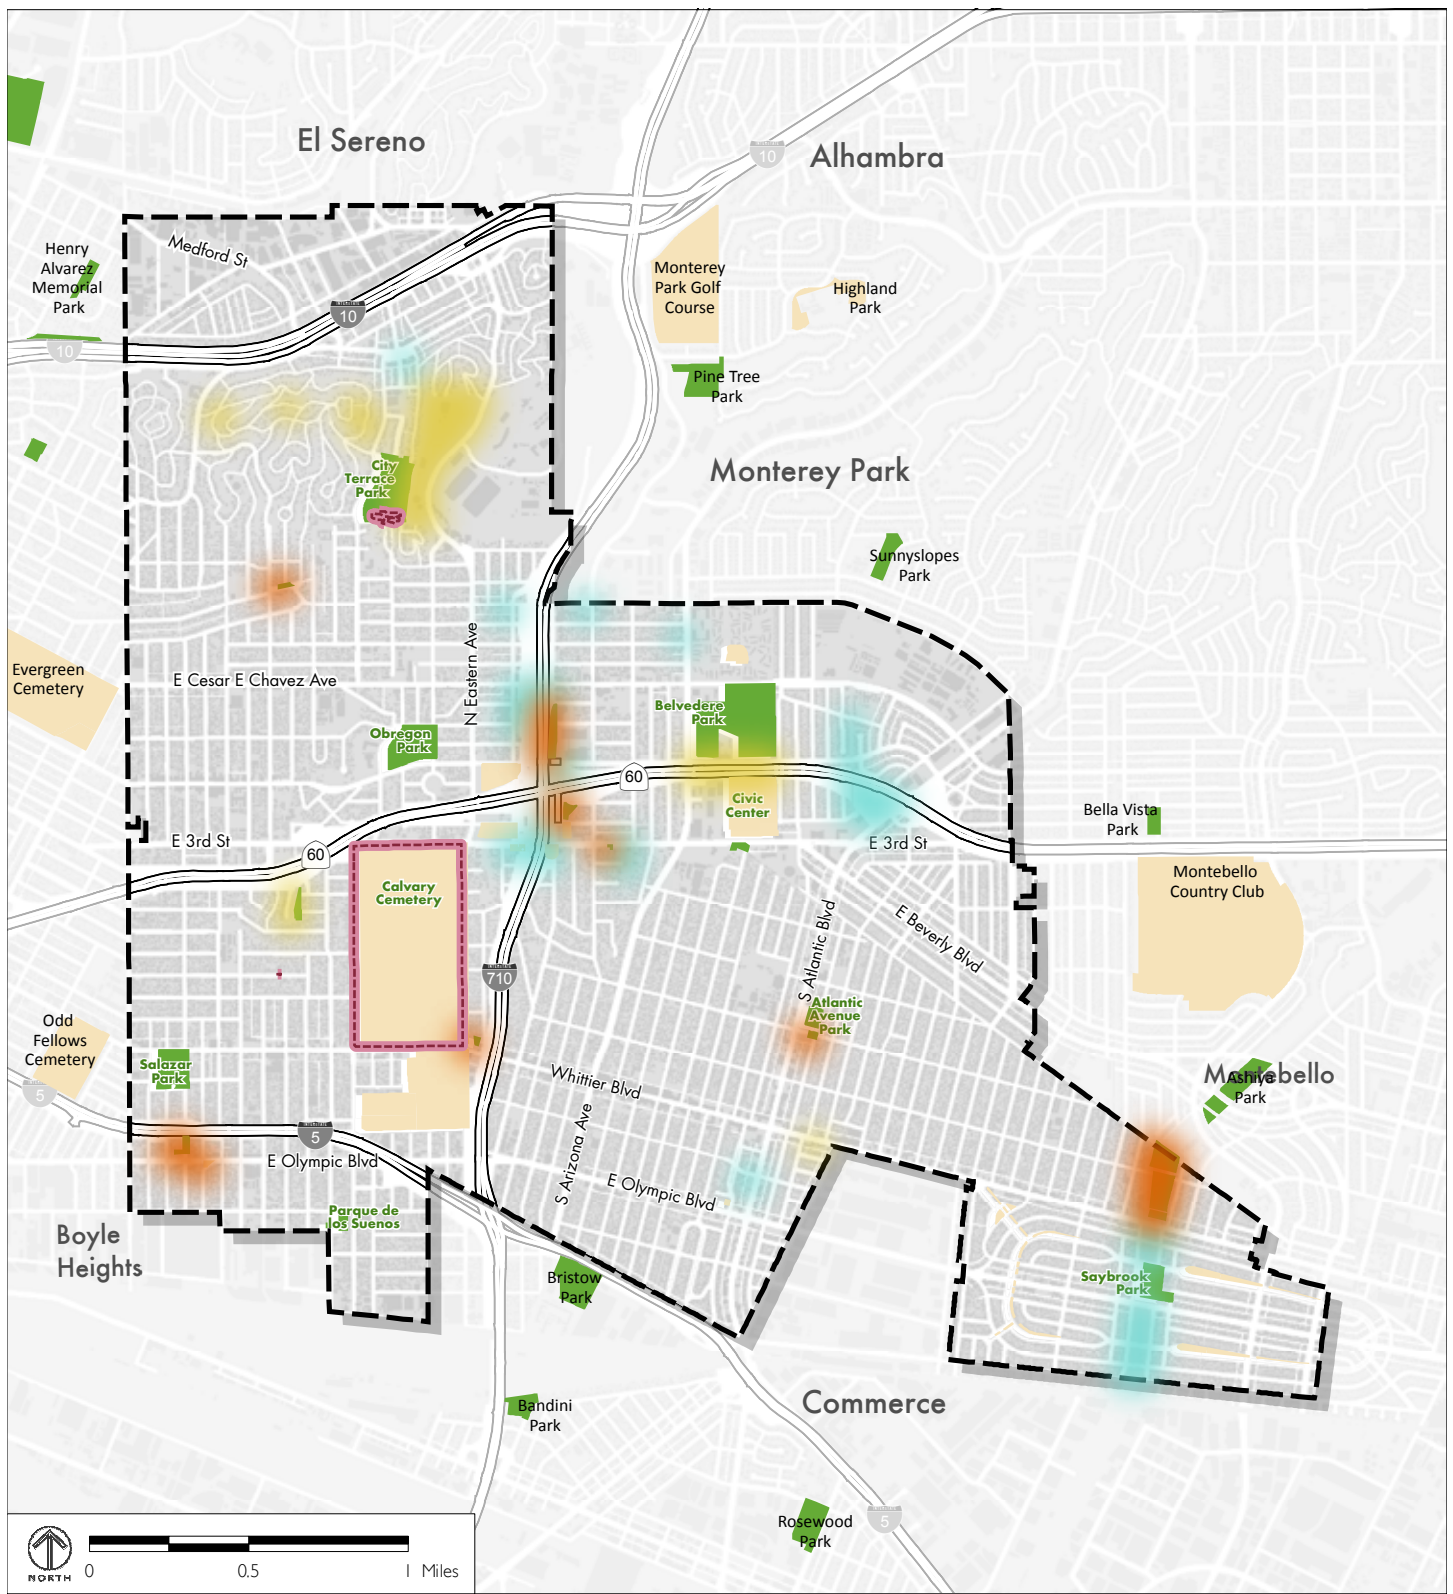 El Sereno
10
Alhambra
Medford St
Henry
Alvarez
Memorial
Park
Monterey
Park Golf
Course
Highland
Park
10
10
Pine Tree
Park
City
Terrace
Park
Monterey Park
Sunnyslopes
Park
Evergreen
Cemetery
E Cesar E Chavez Ave
N Eastern Ave
Belvedere
Park
Obregon
Park
60
Civic
Center
Bella Vista
Park
E 3rd St
60
E 3rd St
Montebello
Country Club
Calvary
Cemetery
E Beverly Blvd
S Atlantic Blvd
710
Atlantic
Avenue
Park
Odd
Fellows
Cemetery
Salazar
Park
Whittier Blvd
Montebello
Ashiya
Park
5
5
E Olympic Blvd
S Arizona Ave
E Olympic Blvd
Parque de
los Suenos
Boyle
Heights
Bristow
Park
Saybrook
Park
Bandini
Park
Commerce
Rosewood
Park
5
NORTH
0
0.5
1 Miles